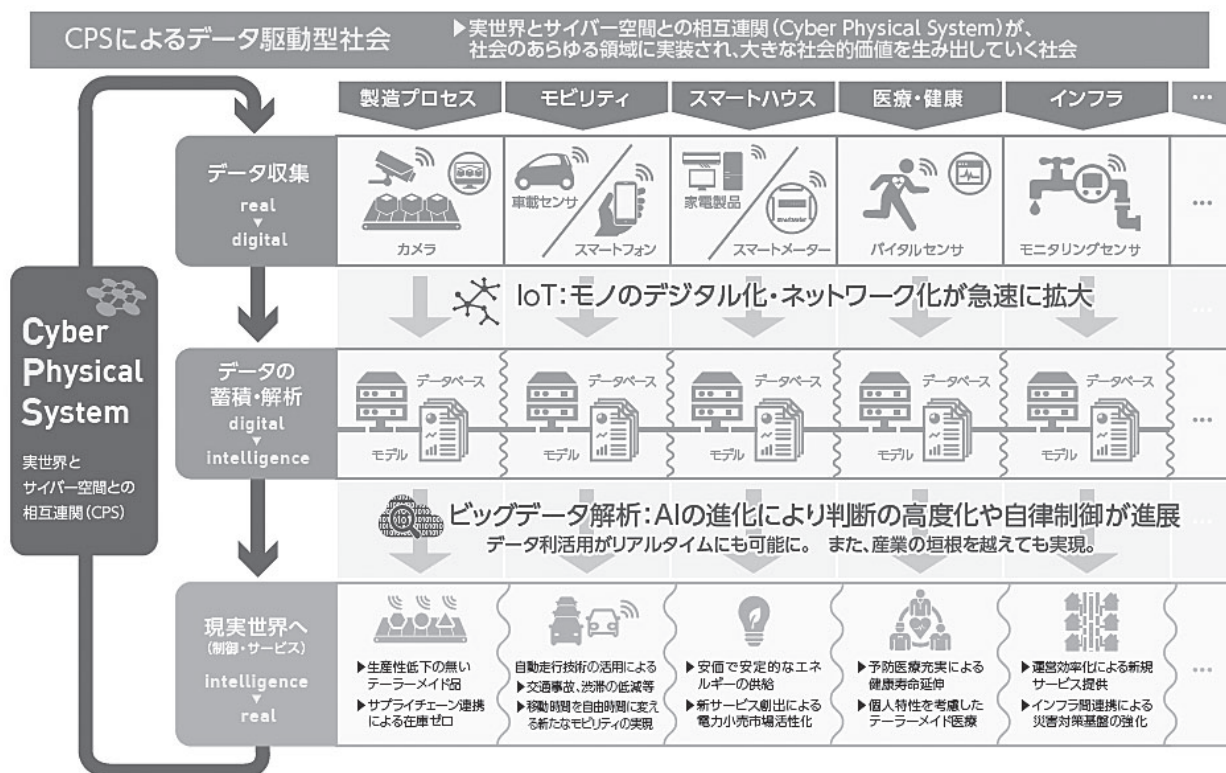 CPSによるデータ駆動型社会
▶実世界とサイバー空間との相互連関(Cyber Physical System)が、
社会のあらゆる領域に実装され、大きな社会的価値を生み出していく社会
製造プロセス
モビリティ
スマートハウス
医療・健康
インフラ
…
データ収集
real
▼
digital
カメラ
車載センサ
スマートフォン
家電製品
スマートメーター
バイタルセンサ
モニタリングセンサ
…
IoT:モノのデジタル化・ネットワーク化が急速に拡大
Cyber
Physical
System
実世界と
サイバー空間との
相互連関(CPS)
データの
蓄積・解析
digital
▼
intelligence
データベース
モデル
データベース
モデル
データベース
モデル
データベース
モデル
データベース
モデル
…
ビッグデータ解析:AIの進化により判断の高度化や自律制御が進展
データ利活用がリアルタイムにも可能に。 また、産業の垣根を越えても実現。
…
現実世界へ
(制御・サービス)
intelligence
▼
real
▶生産性低下の無い
テーラーメイド品
▶サプライチェーン連携
による在庫ゼロ
自動走行技術の活用による
▶交通事故、渋滞の低減等
▶移動時間を自由時間に変え
る新たなモビリティの実現
▶安価で安定的なエネ
ルギーの供給
▶新サービス創出による
電力小売市場活性化
▶予防医療充実による
健康寿命延伸
▶個人特性を考慮した
テーラーメイド医療
▶運営効率化による新規
サービス提供
▶インフラ間連携による
災害対策基盤の強化
…